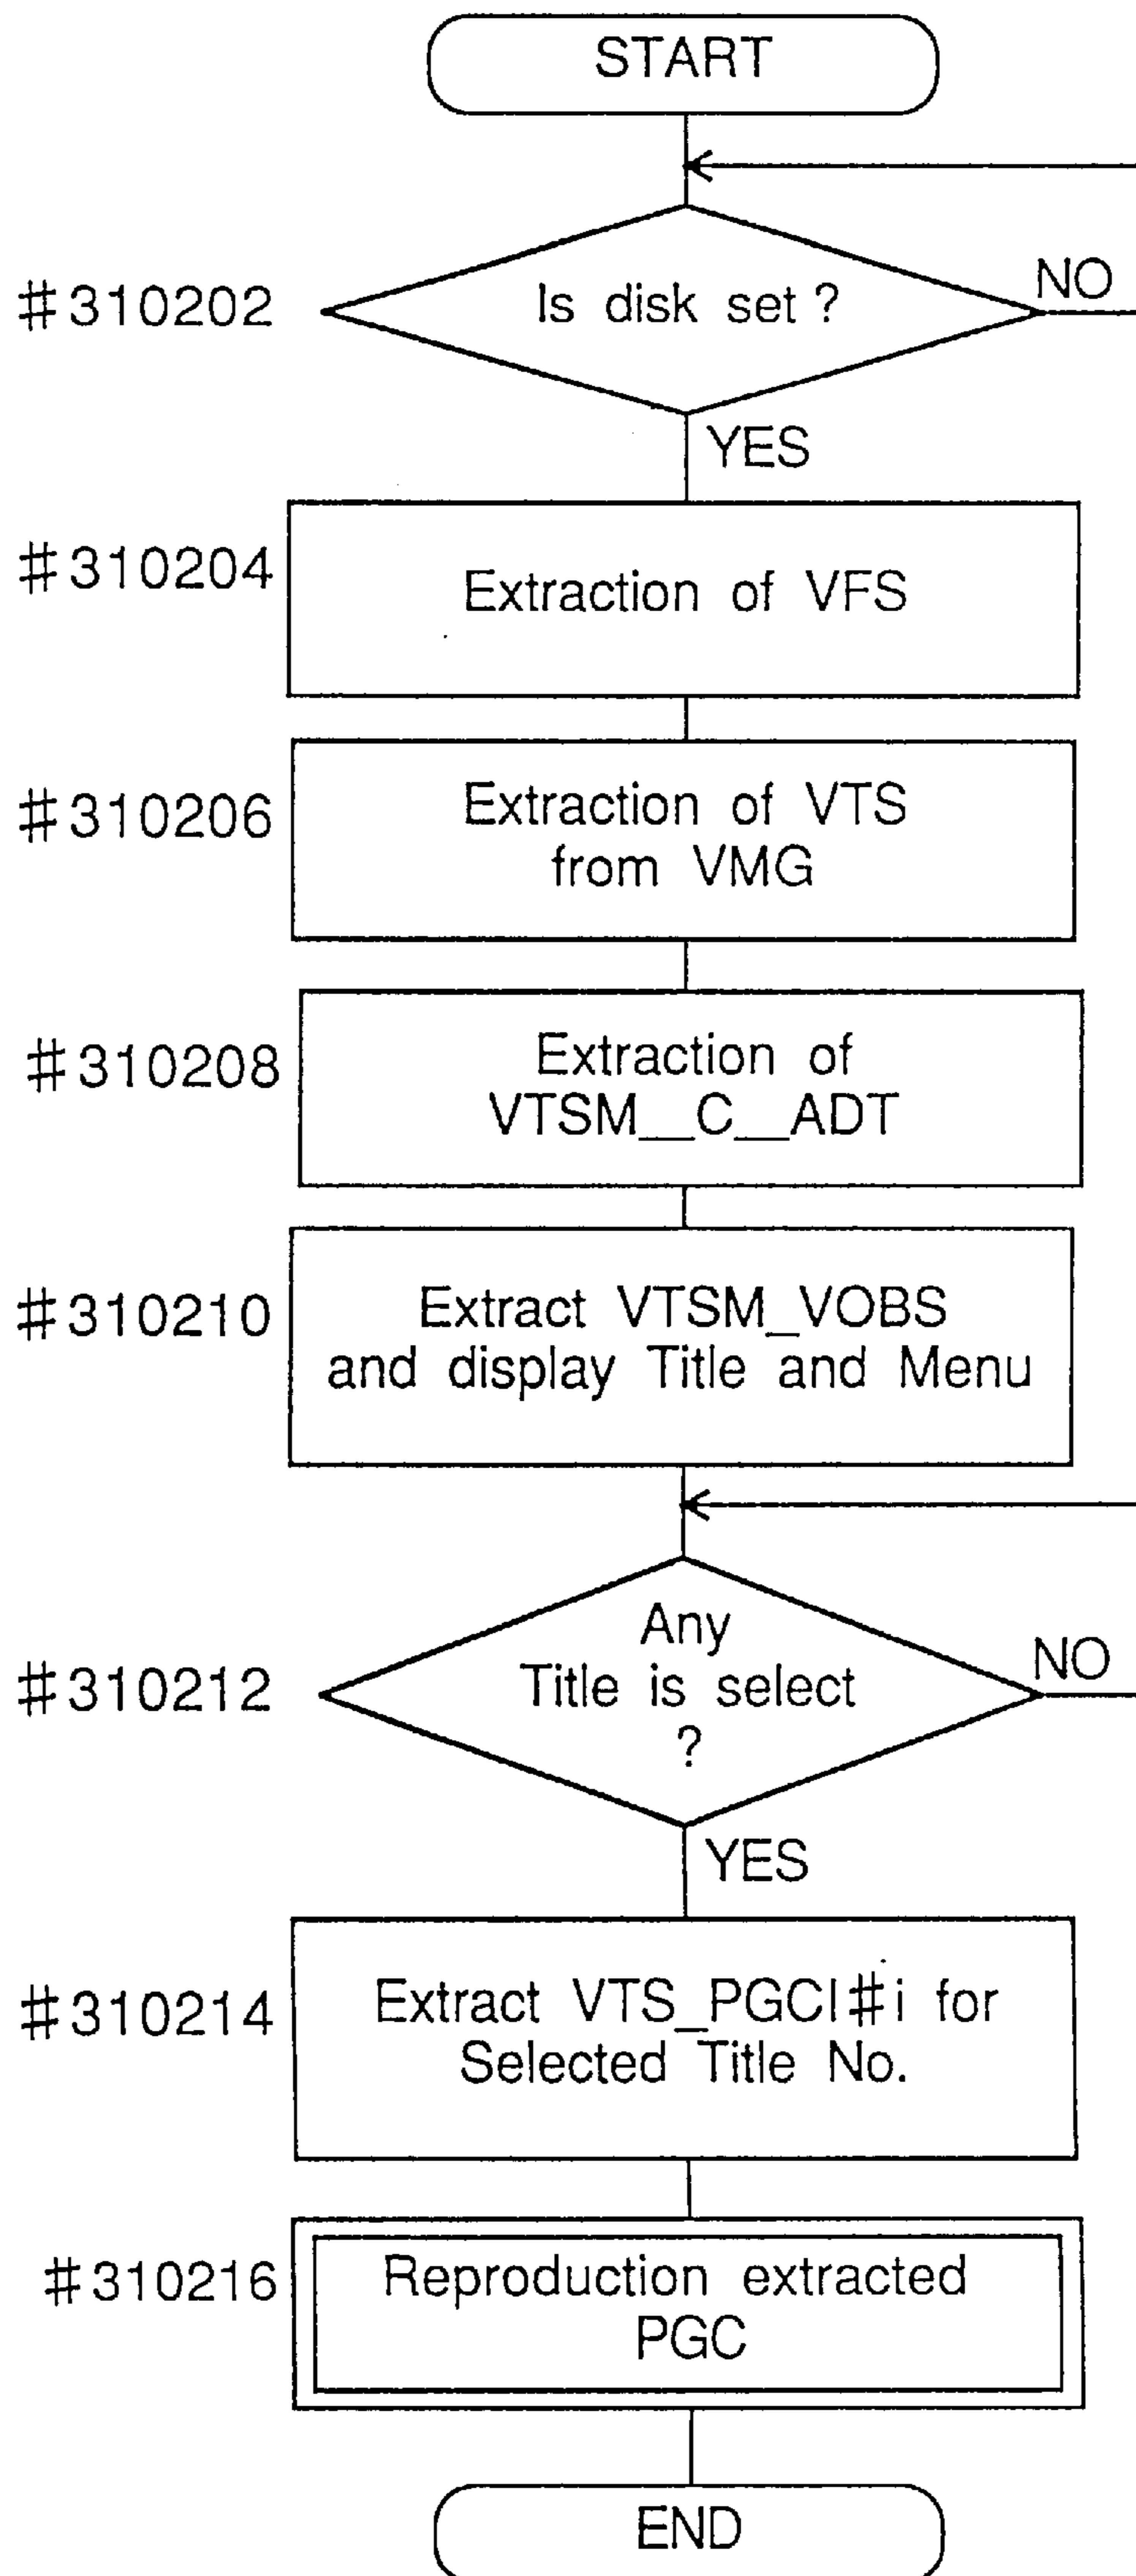 START
#310202
Is disk set ?
NO
YES
#310204
Extraction of VFS
#310206
Extraction of VTS
from VMG
#310208
Extraction of
VTSM__C__ADT
#310210
Extract VTSM_VOBS
and display Title and Menu
#310212
Any
Title is select
?
NO
YES
#310214
Extract VTS_PGCI#i for
Selected Title No.
#310216
Reproduction extracted
PGC
END